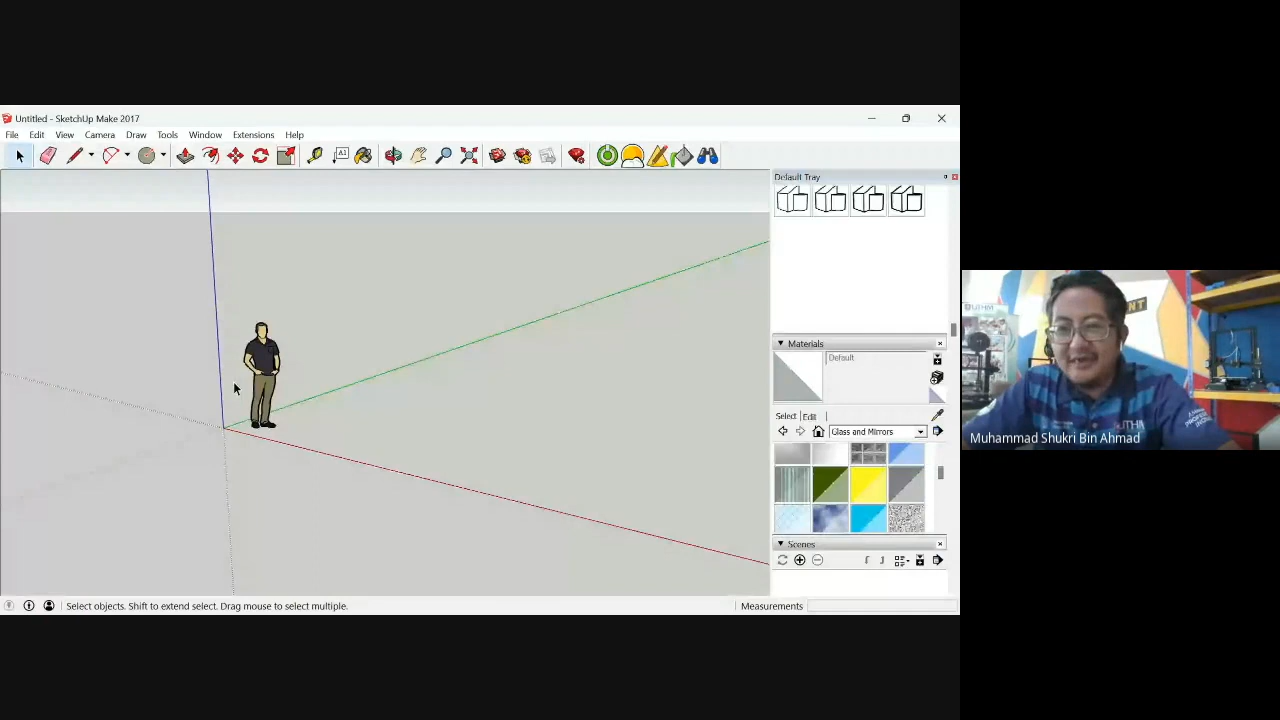 Untitled - SketchUp Make 2017
File Edit View Camera Draw Tools Window Extensions Help
A1
Default Tray
Materials
Default
Select Edit
Glass and Mirrors
Scenes
Select objects. Shift to extend select. Drag mouse to select multiple.
Measurements
UTHM
Muhammad Shukri Bin Ahmad